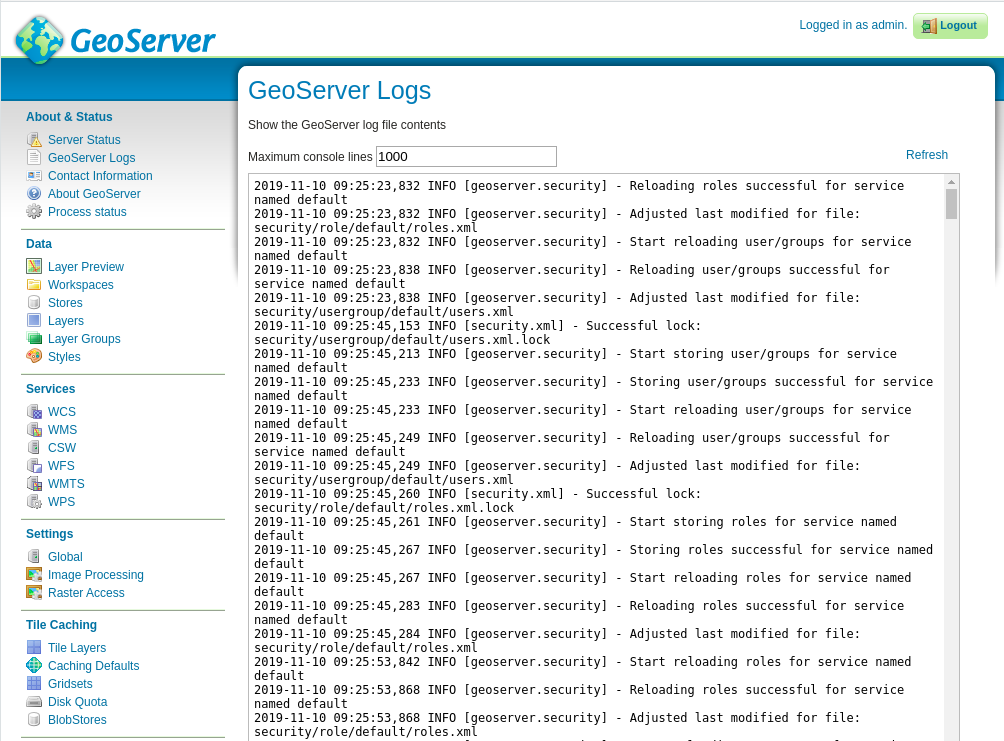 GeoServer
Logged in as admin.
Logout
About & Status
Server Status
GeoServer Logs
Contact Information
About GeoServer
Process status
Data
Layer Preview
Workspaces
Stores
Layers
Layer Groups
Styles
Services
WCS
WMS
CSW
WFS
WMTS
WPS
Settings
Global
Image Processing
Raster Access
Tile Caching
Tile Layers
Caching Defaults
Gridsets
Disk Quota
BlobStores
GeoServer Logs
Show the GeoServer log file contents
Maximum console lines 1000
Refresh
2019-11-10 09:25:23,832 INFO [geoserver.security] - Reloading roles successful for service
named default
2019-11-10 09:25:23,832 INFO [geoserver.security] - Adjusted last modified for file:
security/role/default/roles.xml
2019-11-10 09:25:23,832 INFO [geoserver.security] - Start reloading user/groups for service
named default
2019-11-10 09:25:23,838 INFO [geoserver.security] - Reloading user/groups successful for
service named default
2019-11-10 09:25:23,838 INFO [geoserver.security] - Adjusted last modified for file:
security/usergroup/default/users.xml
2019-11-10 09:25:45,153 INFO [security.xml] - Successful lock:
security/usergroup/default/users.xml.lock
2019-11-10 09:25:45,213 INFO [geoserver.security] - Start storing user/groups for service
named default
2019-11-10 09:25:45,233 INFO [geoserver.security] - Storing user/groups successful for service
named default
2019-11-10 09:25:45,233 INFO [geoserver.security] - Start reloading user/groups for service
named default
2019-11-10 09:25:45,249 INFO [geoserver.security] - Reloading user/groups successful for
service named default
2019-11-10 09:25:45,249 INFO [geoserver.security] - Adjusted last modified for file:
security/usergroup/default/users.xml
2019-11-10 09:25:45,260 INFO [security.xml] - Successful lock:
security/role/default/roles.xml.lock
2019-11-10 09:25:45,261 INFO [geoserver.security] - Start storing roles for service named
default
2019-11-10 09:25:45,267 INFO [geoserver.security] - Storing roles successful for service named
default
2019-11-10 09:25:45,267 INFO [geoserver.security] - Start reloading roles for service named
default
2019-11-10 09:25:45,283 INFO [geoserver.security] - Reloading roles successful for service
named default
2019-11-10 09:25:45,284 INFO [geoserver.security] - Adjusted last modified for file:
security/role/default/roles.xml
2019-11-10 09:25:53,842 INFO [geoserver.security] - Start reloading roles for service named
default
2019-11-10 09:25:53,868 INFO [geoserver.security] - Reloading roles successful for service
named default
2019-11-10 09:25:53,868 INFO [geoserver.security] - Adjusted last modified for file:
security/role/default/roles.xml